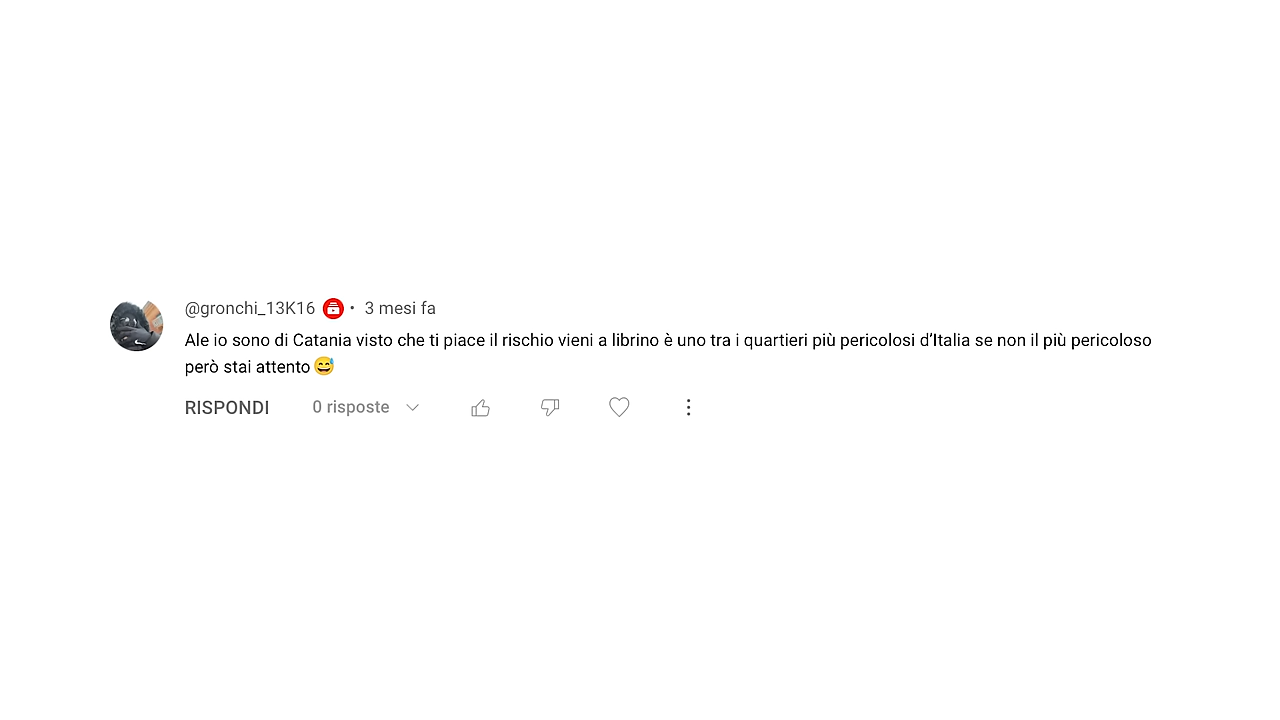 @gronchi_13K16 • 3 mesi fa
Ale io sono di Catania visto che ti piace il rischio vieni a librino è uno tra i quartieri più pericolosi d’Italia se non il più pericoloso
però stai attento😅
RISPONDI 0 risposte